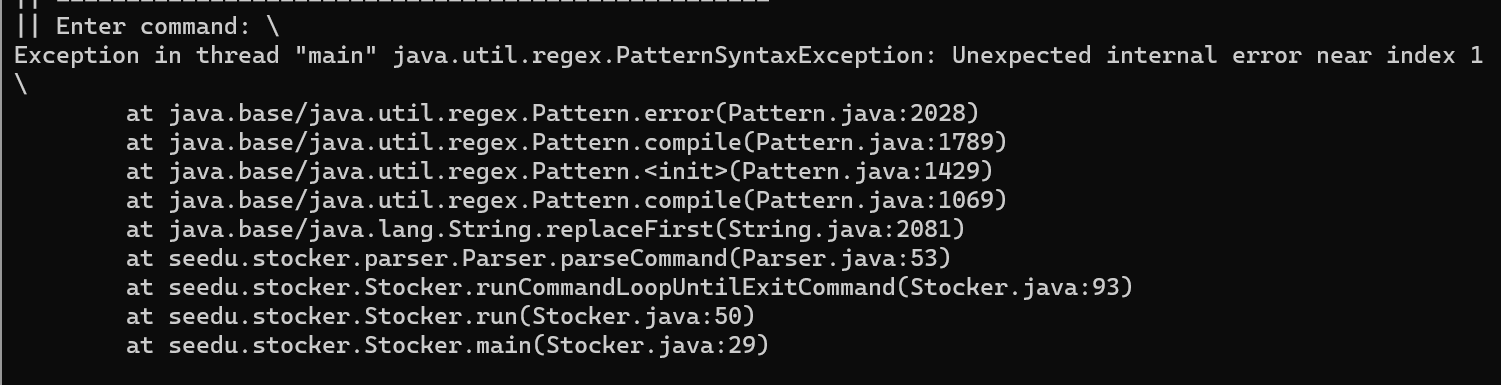 || Enter command: \
Exception in thread "main" java.util.regex.PatternSyntaxException: Unexpected internal error near index 1
\
at java.base/java.util.regex.Pattern.error(Pattern.java:2028)
at java.base/java.util.regex.Pattern.compile(Pattern.java:1789)
at java.base/java.util.regex.Pattern.<init>(Pattern.java:1429)
at java.base/java.util.regex.Pattern.compile(Pattern.java:1069)
at java.base/java.lang.String.replaceFirst(String.java:2081)
at seedu.stocker.parser.Parser.parseCommand(Parser.java:53)
at seedu.stocker.Stocker.runCommandLoopUntilExitCommand(Stocker.java:93)
at seedu.stocker.Stocker.run(Stocker.java:50)
at seedu.stocker.Stocker.main(Stocker.java:29)